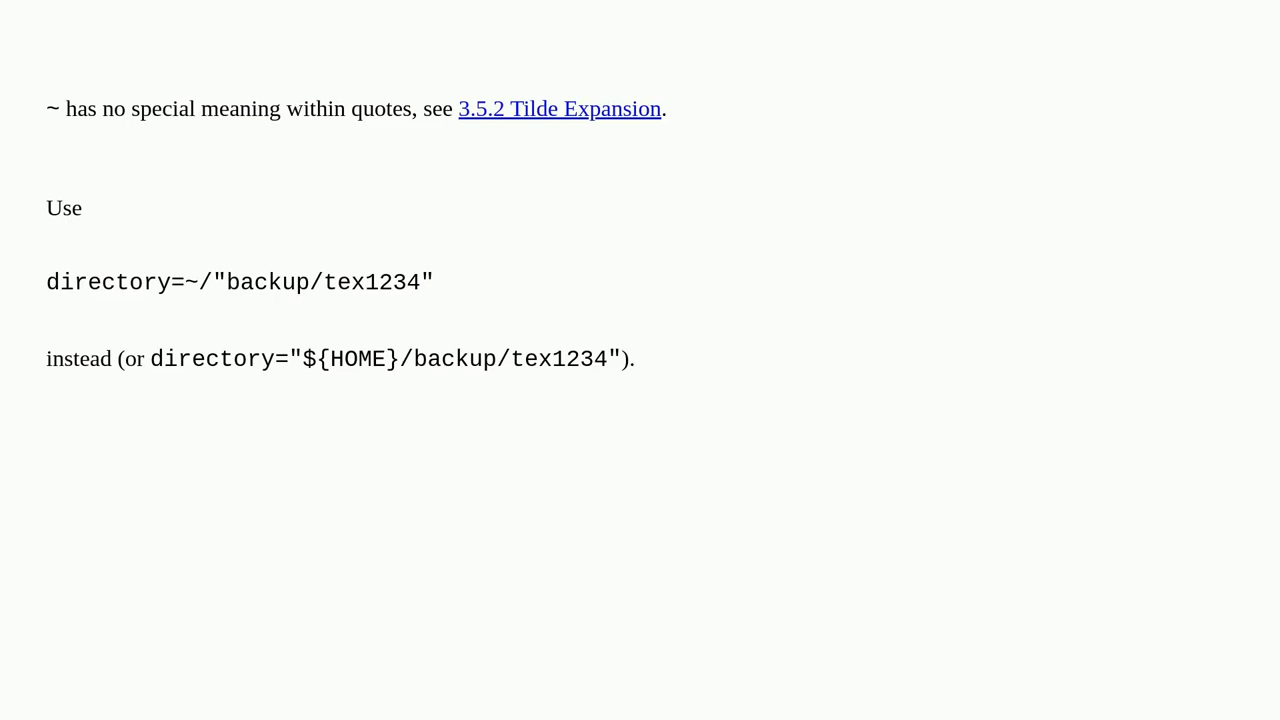 ~ has no special meaning within quotes, see 3.5.2 Tilde Expansion.
Use
directory=~/"backup/tex1234"
instead (or directory="${HOME}/backup/tex1234").